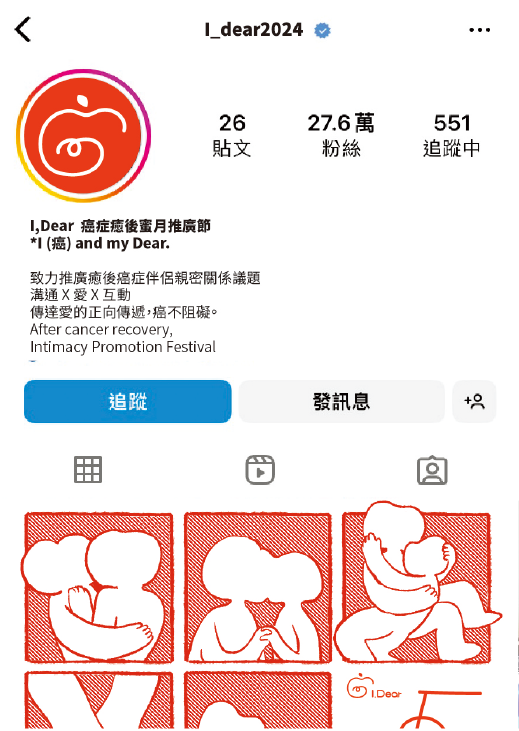 I_dear2024
26
27.6 萬
551
貼文
粉絲
追蹤中
I,Dear 癌症癒後蜜月推廣節
*I (癌) and my Dear.
致力推廣癒後癌症伴侶親密關係議題
溝通 X 愛 X 互動
傳達愛的正向傳遞，癌不阻礙。
After cancer recovery,
Intimacy Promotion Festival
追蹤
發訊息
I.Dear